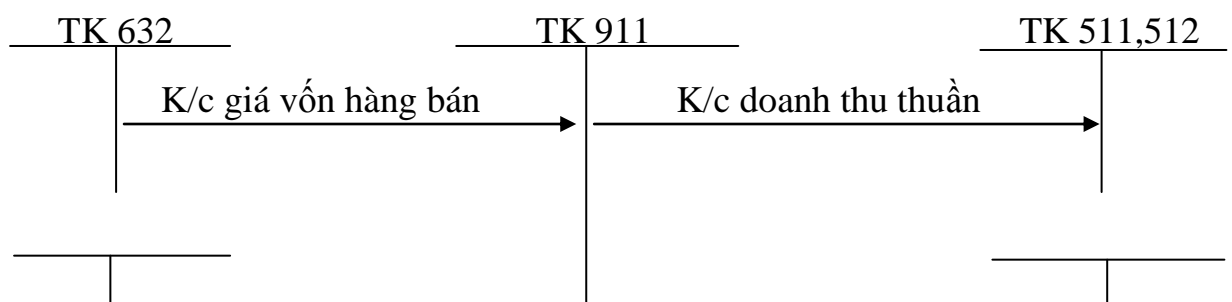 TK 632 TK 911 TK 511,512
K/c giá vốn hàng bán K/c doanh thu thuần